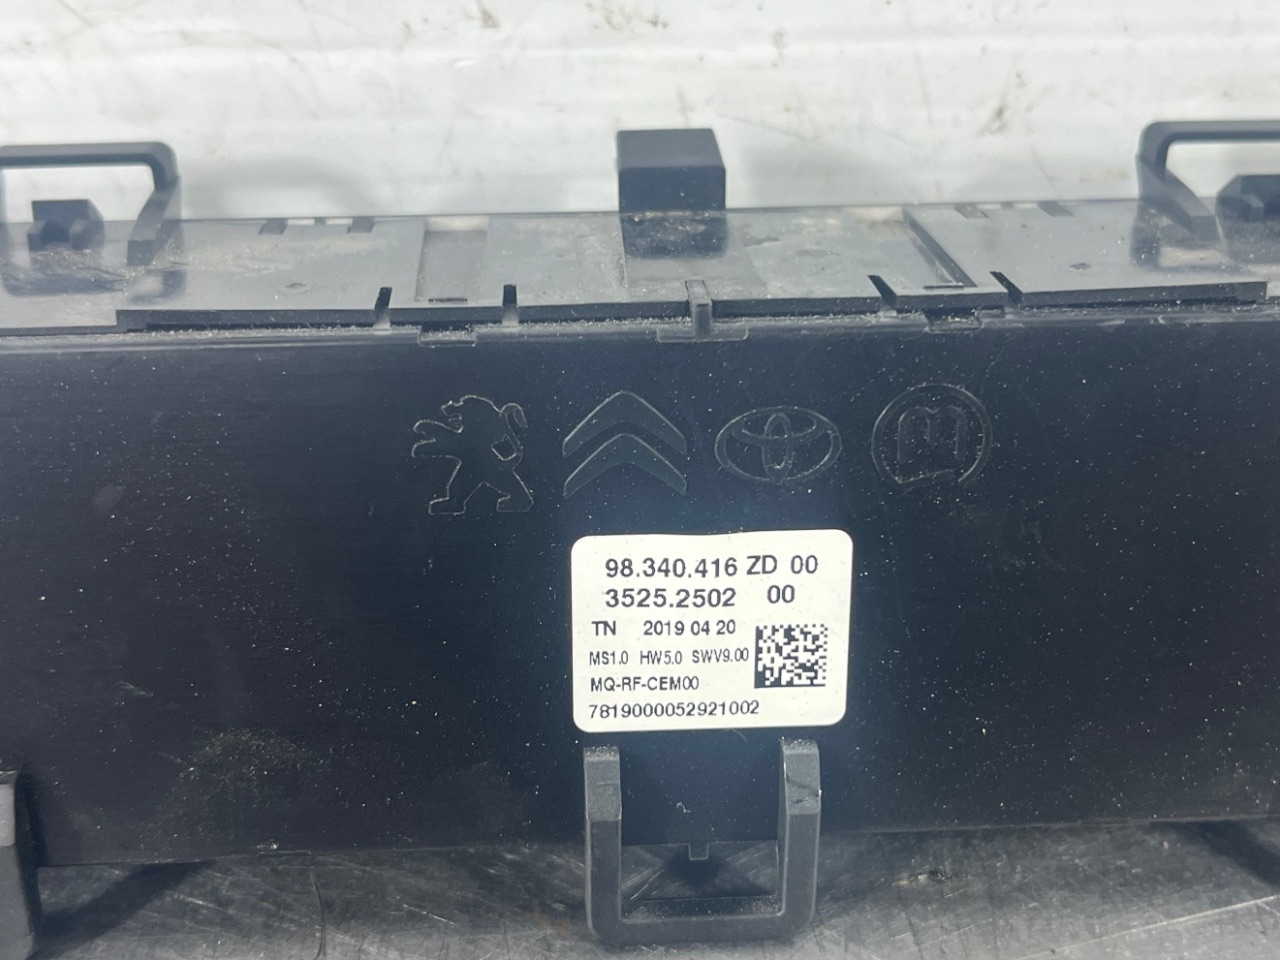 98.340.416 ZD 00
3525.2502 00
TN 2019 04 20
MS1.0 HW5.0 SWV9.00
MQ-RF-CEM00
7819000052921002